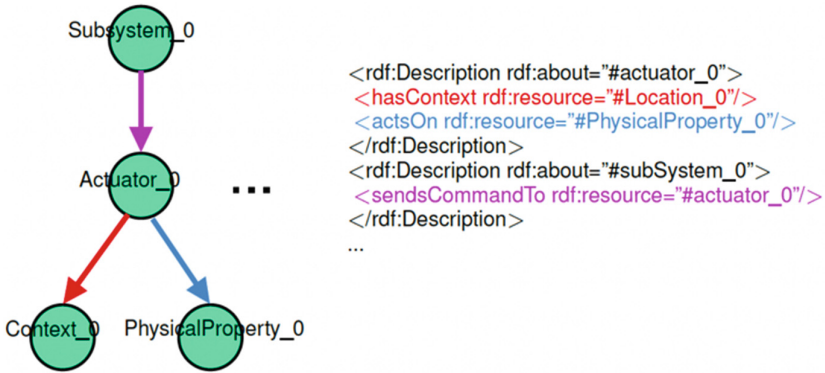 Subsystem_0
Actuator_0
...
Context_0
PhysicalProperty_0
<rdf:Description rdf:about=”#actuator_0”>
<hasContext rdf:resource=”#Location_0”/>
<actsOn rdf:resource=”#PhysicalProperty_0”/>
</rdf:Description>
<rdf:Description rdf:about=”#subSystem_0”>
<sendsCommandTo rdf:resource=”#actuator_0”/>
</rdf:Description>
...